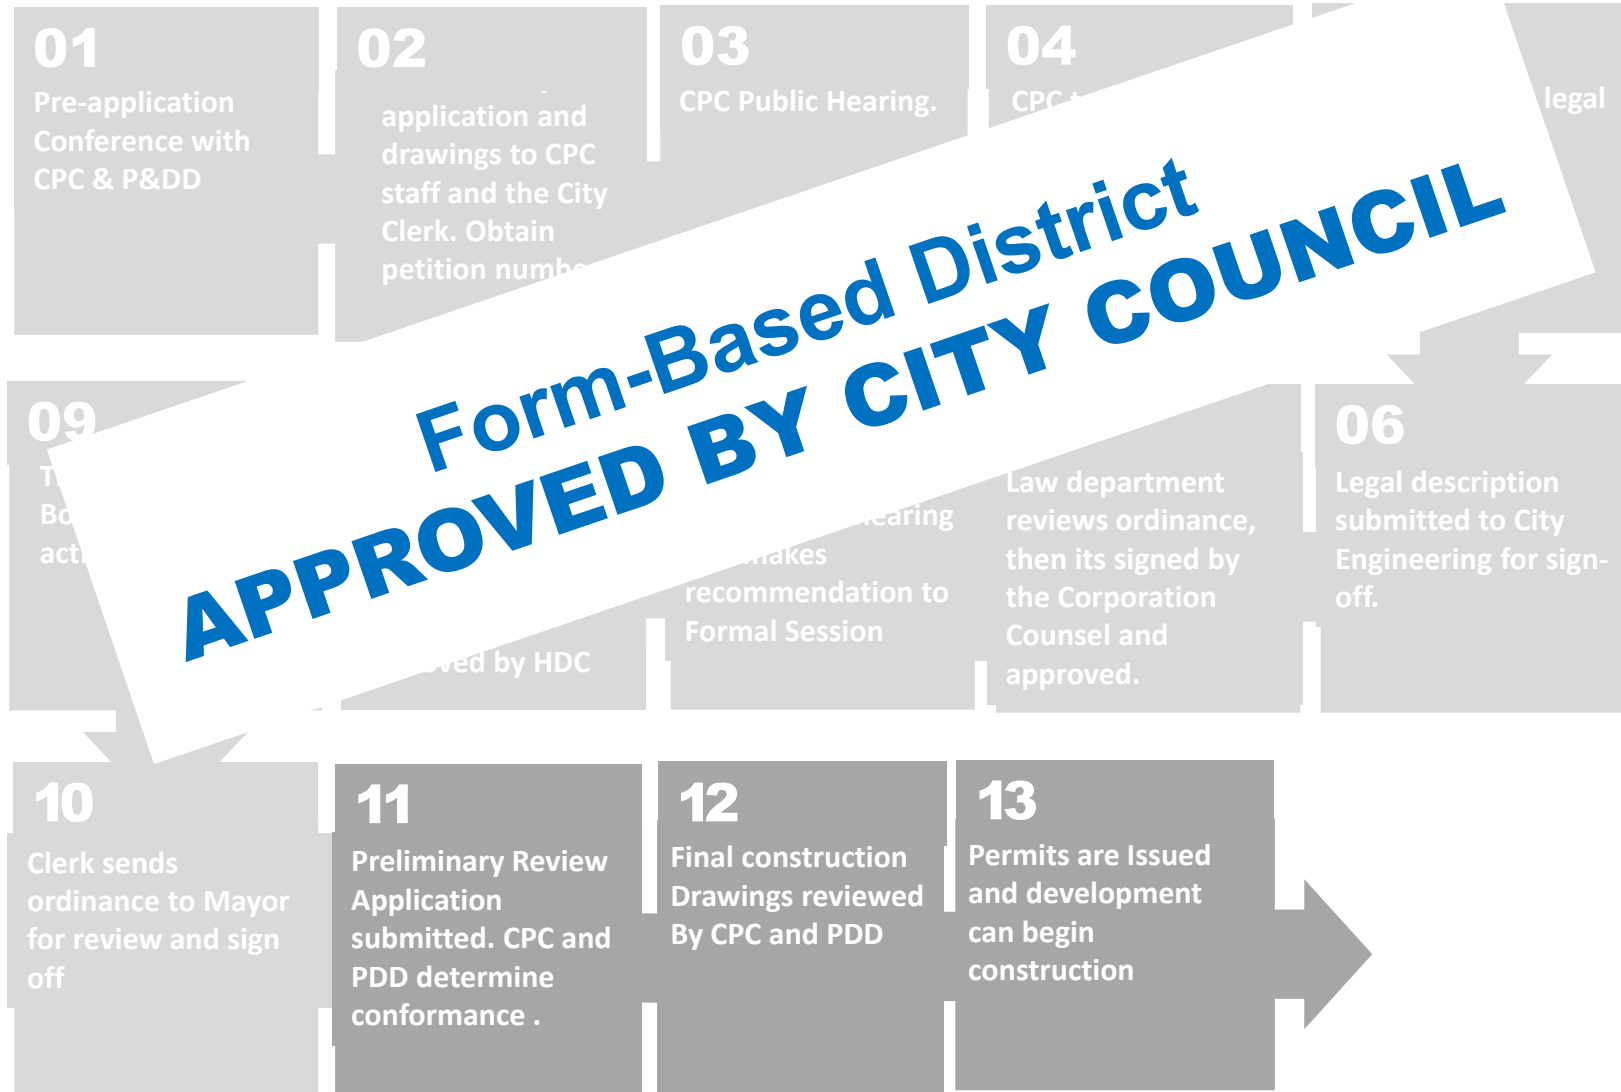 01
Pre-application
Conference with
CPC & P&DD
02
application and
drawings to CPC
staff and the City
Clerk. Obtain
petition
03
CPC Public Hearing.
04
CPC
legal
Form-Based District
APPROVED BY CITY COUNCIL
09
recommendation to
Formal Session
by HDC
Law department
reviews ordinance,
then its signed by
the Corporation
Counsel and
approved.
06
Legal description
submitted to City
Engineering for sign-
off.
10
Clerk sends
ordinance to Mayor
for review and sign
off
11
Preliminary Review
Application
submitted. CPC and
PDD determine
conformance .
12
Final construction
Drawings reviewed
By CPC and PDD
13
Permits are Issued
and development
can begin
construction